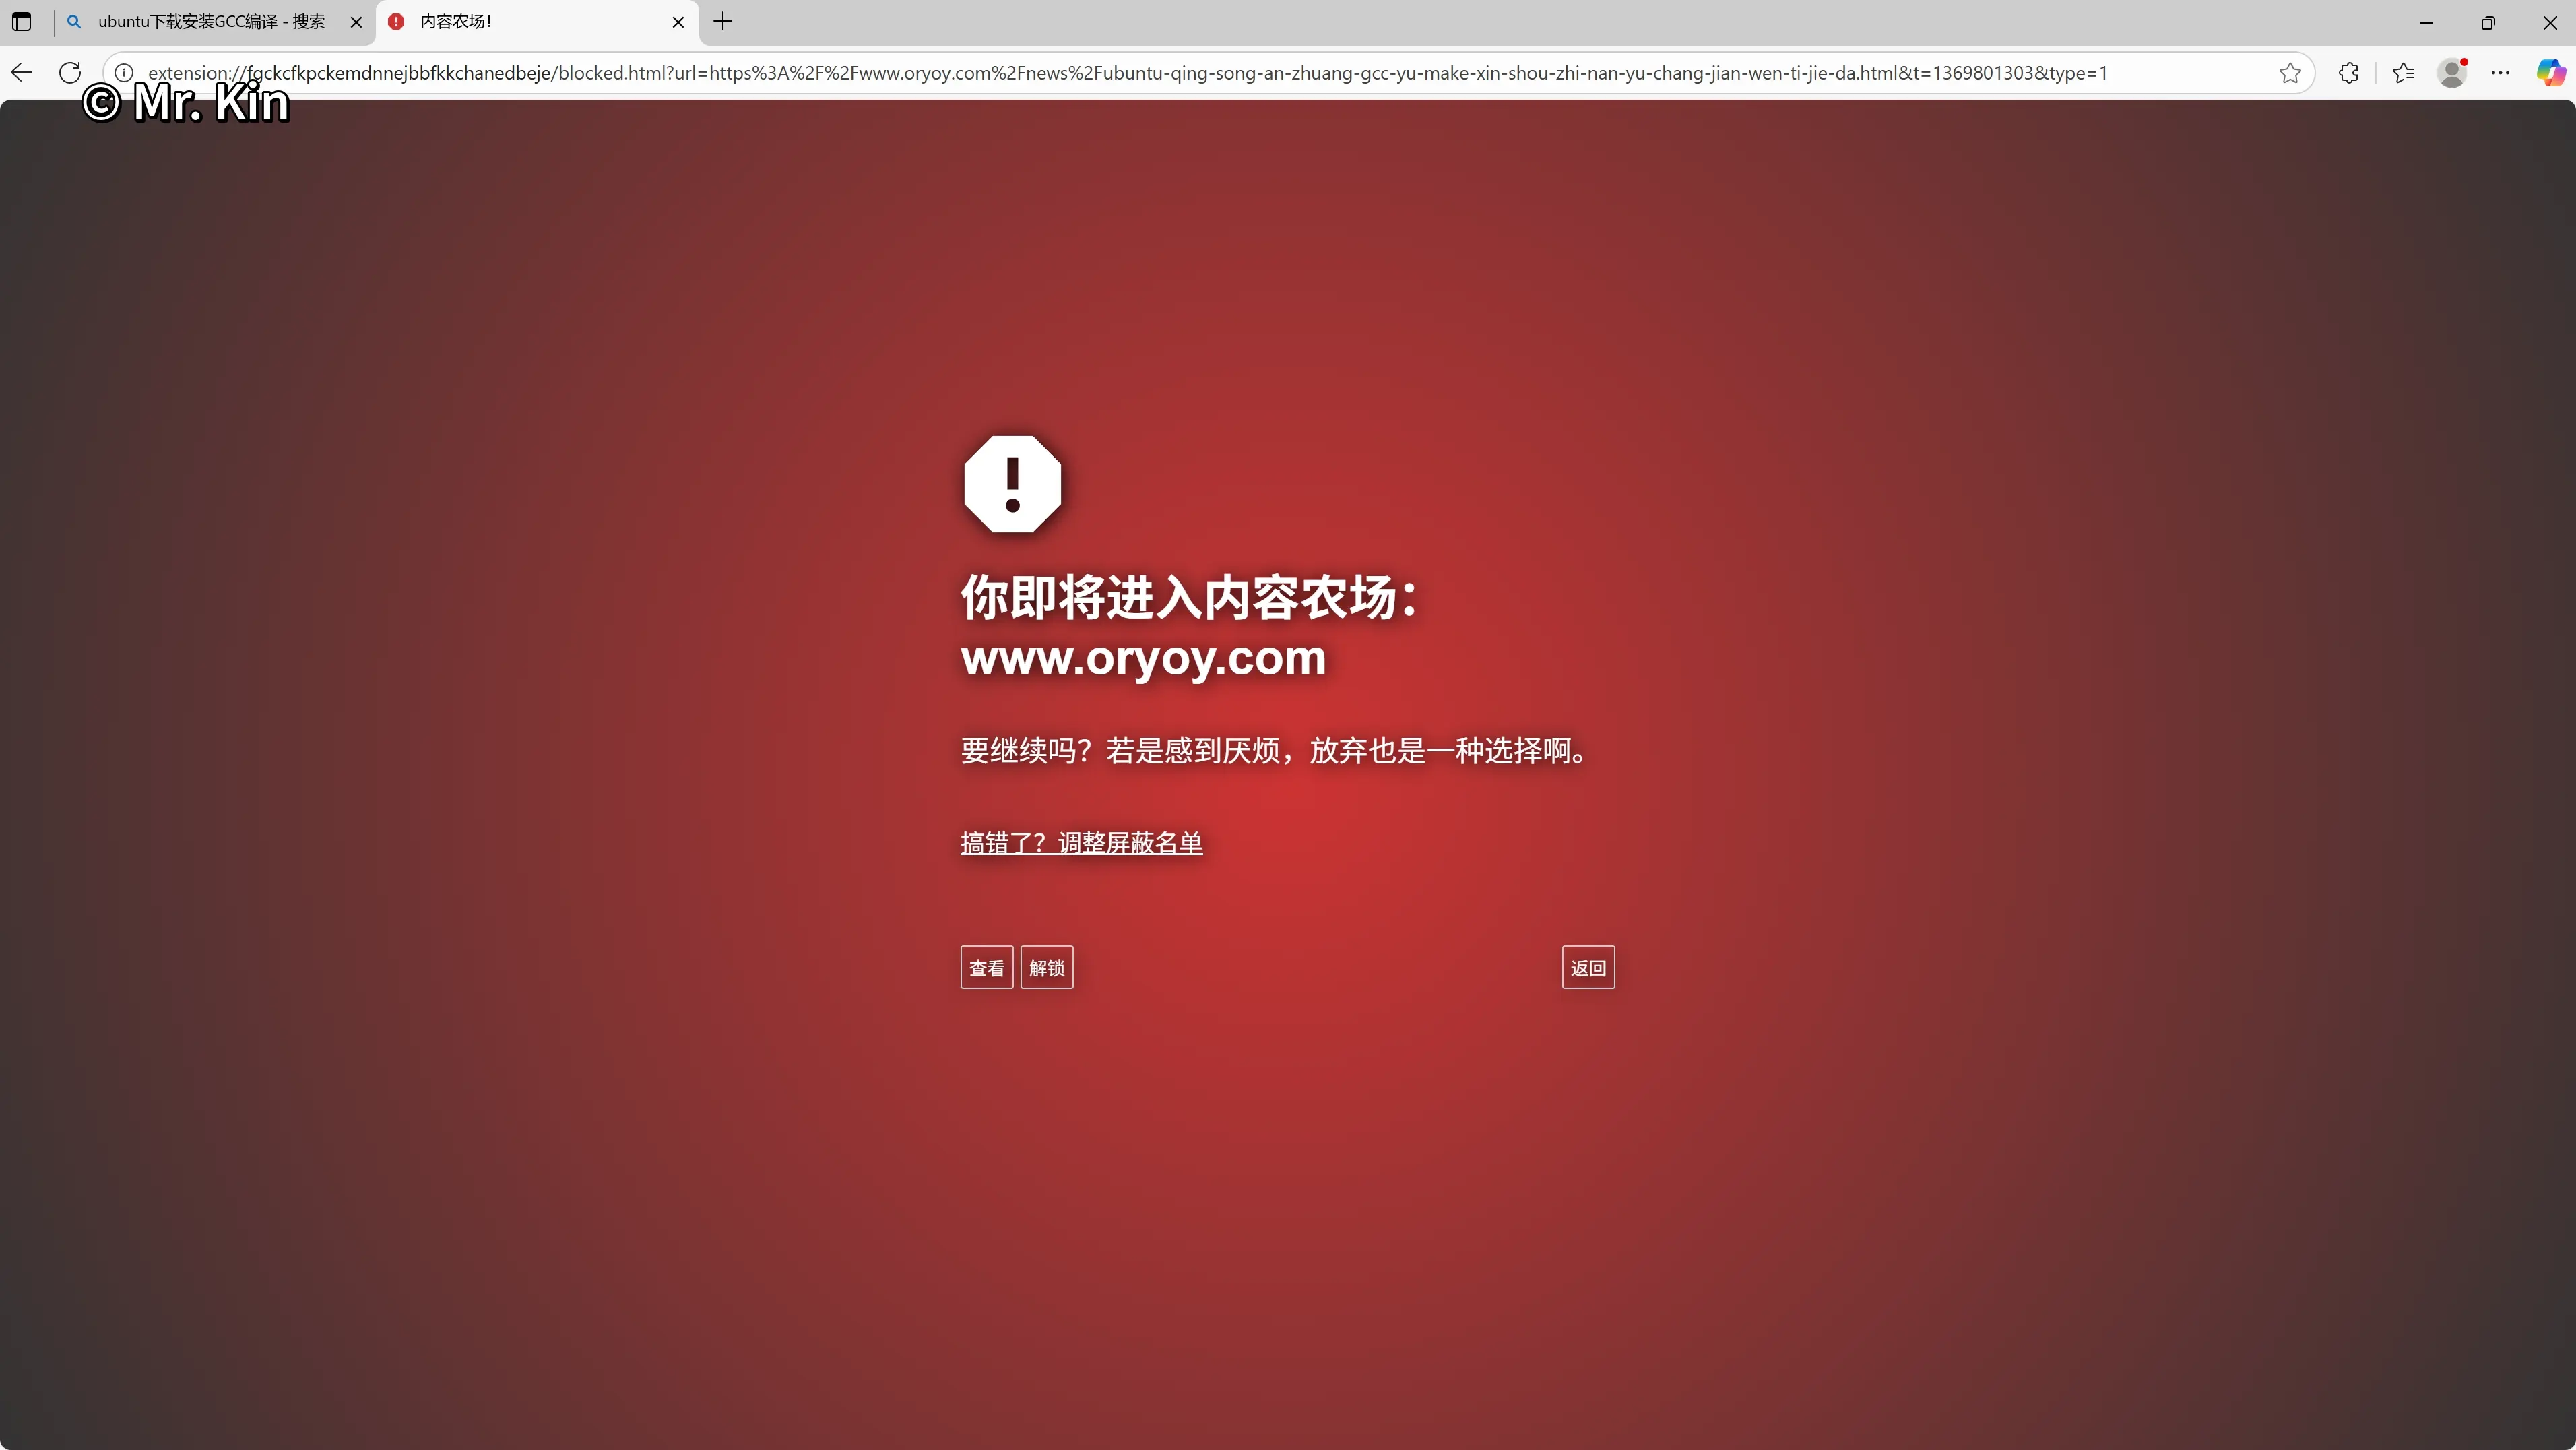 ubuntu下载安装GCC编译 - 搜索
内容农场!
extension://fgckcfkpckemdnnejbbfkkchanedbeje/blocked.html?url=https%3A%2F%2Fwww.oryoy.com%2Fnews%2Fubuntu-qing-song-an-zhuang-gcc-yu-make-xin-shou-zhi-nan-yu-chang-jian-wen-ti-jie-da.html&t=1369801303&type=1
© Mr. Kin
你即将进入内容农场：
www.oryoy.com
要继续吗？若是感到厌烦，放弃也是一种选择啊。
搞错了？调整屏蔽名单
查看 解锁 返回